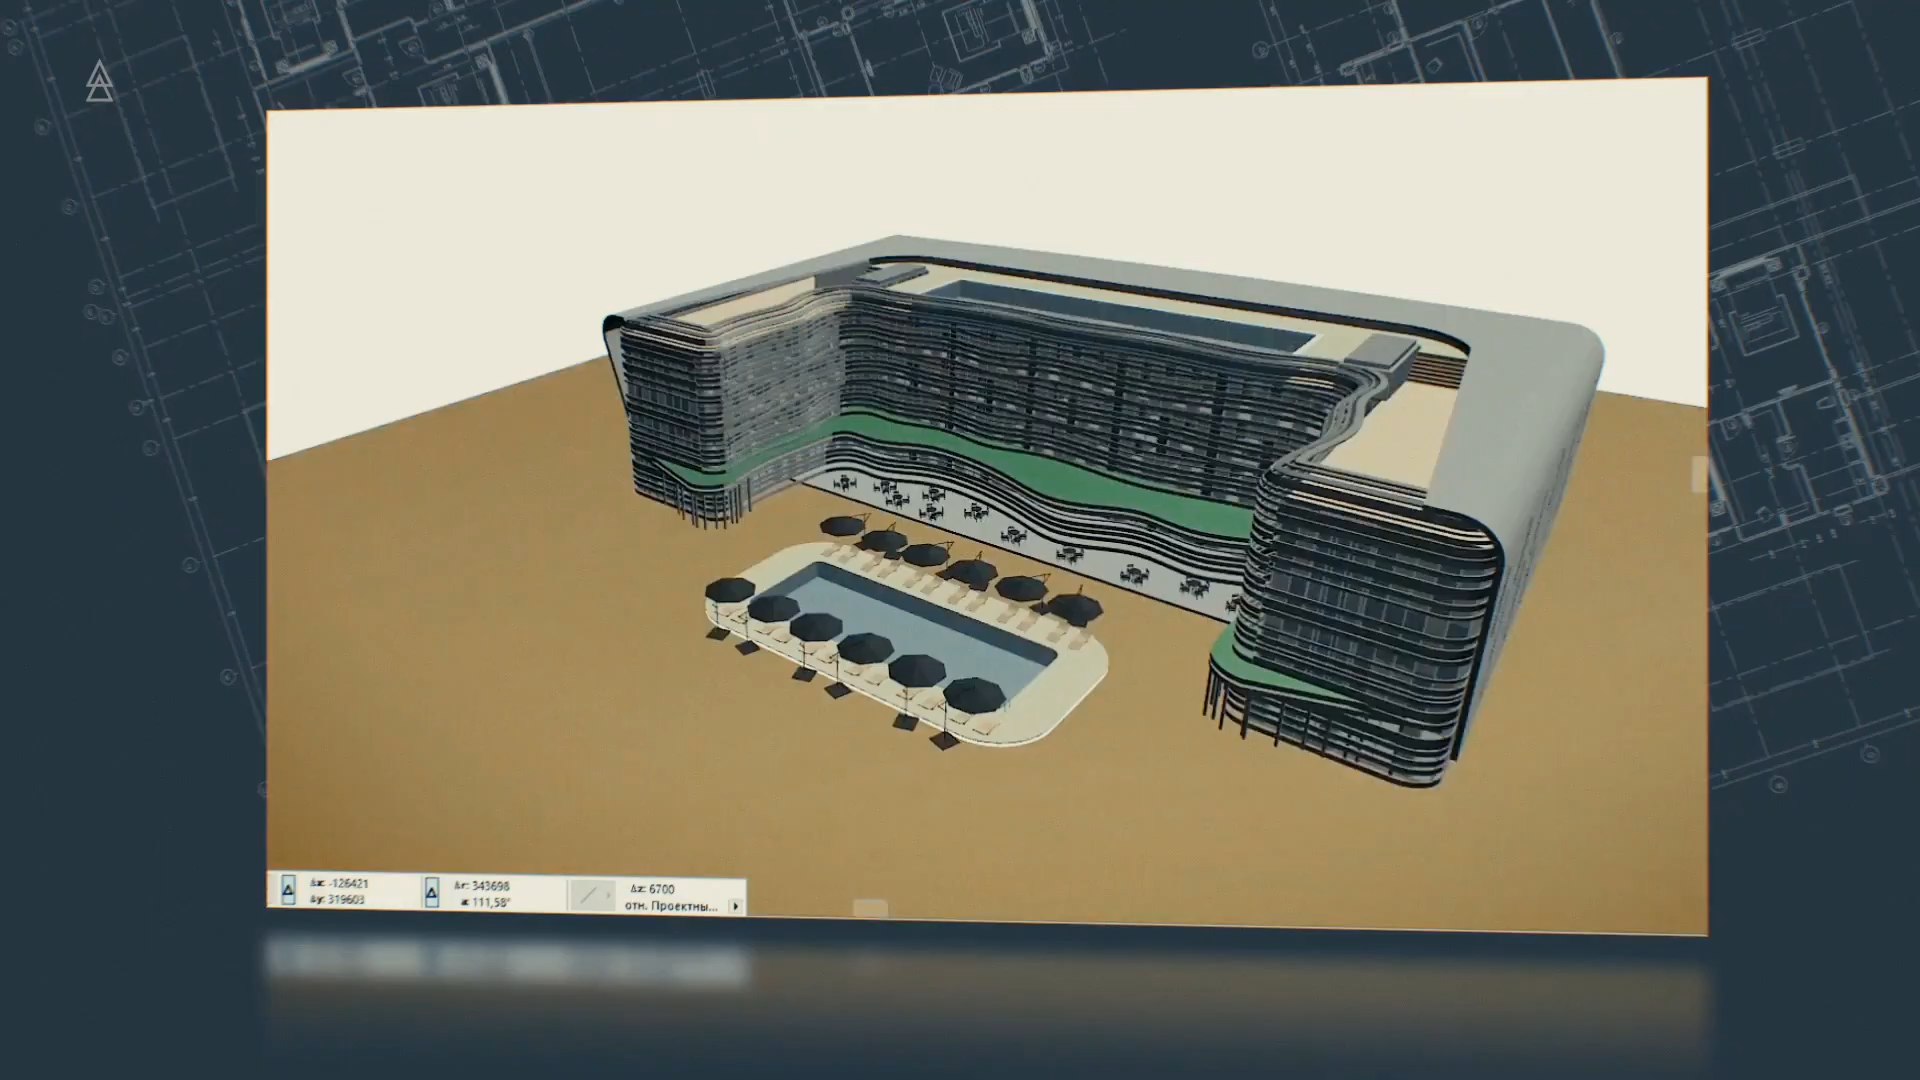 Δx: -126421
Δy: 319603
Δr: 343698
a: 111,58°
Δz: 6700
отн. Проектны...